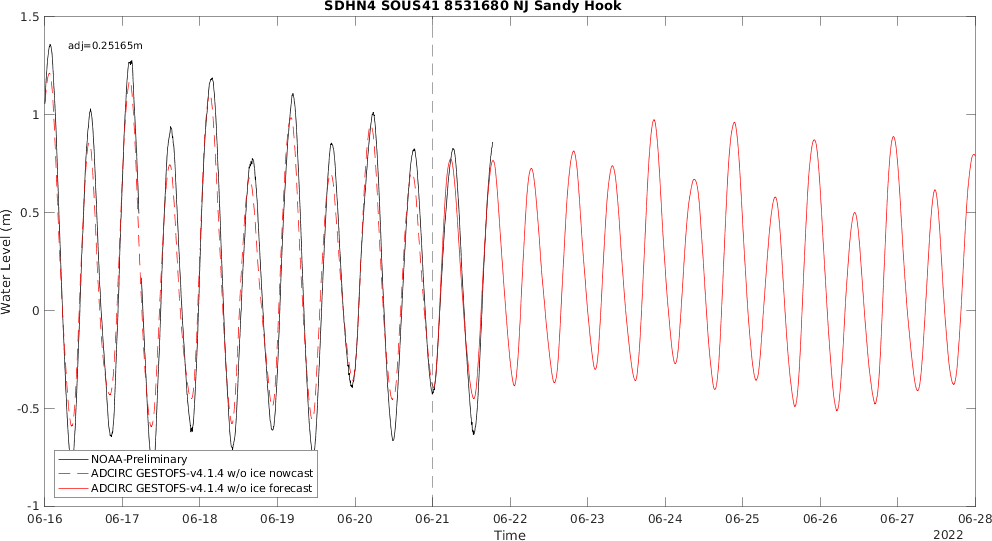 SDHN4 SOUS41 8531680 NJ Sandy Hook
adj=0.25165m
Water Level (m)
1.5
1
0.5
0
-0.5
-1
NOAA-Preliminary
ADCIRC GESTOFS-v4.1.4 w/o ice nowcast
ADCIRC GESTOFS-v4.1.4 w/o ice forecast
06-16 06-17 06-18 06-19 06-20 06-21 06-22 06-23 06-24 06-25 06-26 06-27 06-28
Time
2022